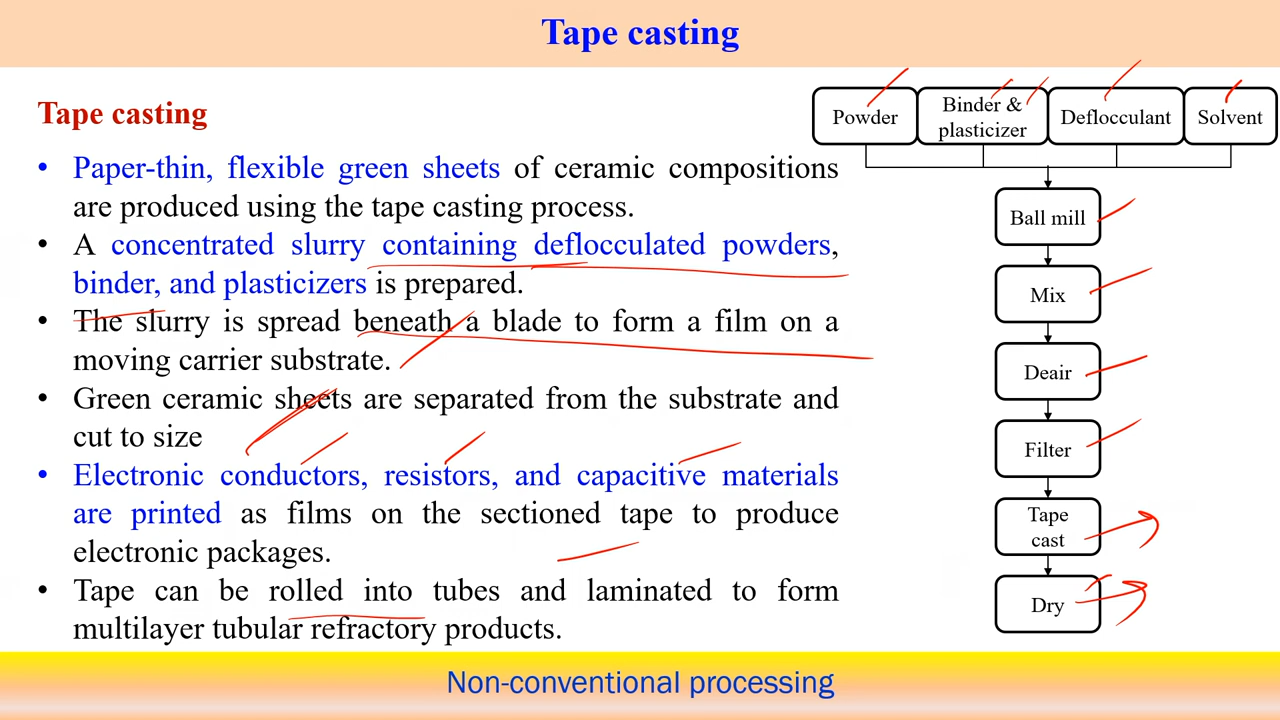 Tape casting
Tape casting
• Paper-thin, flexible green sheets of ceramic compositions
are produced using the tape casting process.
• A concentrated slurry containing deflocculated powders,
binder, and plasticizers is prepared.
• The slurry is spread beneath a blade to form a film on a
moving carrier substrate.
• Green ceramic sheets are separated from the substrate and
cut to size
• Electronic conductors, resistors, and capacitive materials
are printed as films on the sectioned tape to produce
electronic packages.
• Tape can be rolled into tubes and laminated to form
multilayer tubular refractory products.
Powder
Binder &
plasticizer
Deflocculant
Solvent
Ball mill
Mix
Deair
Filter
Tape
cast
Dry
Non-conventional processing